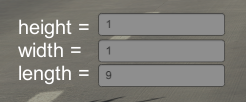 height = 1
width = 1
length = 9